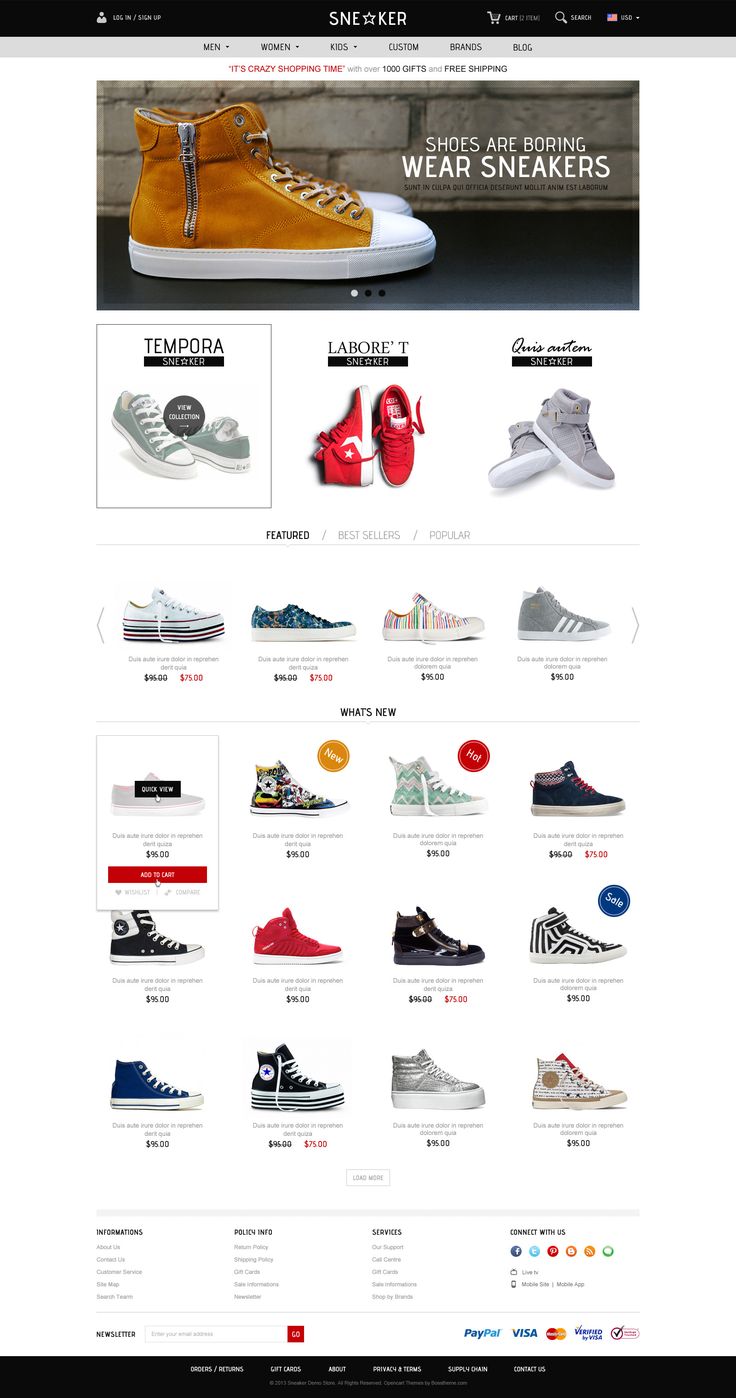 LOG IN / SIGN UP
SNE☆KER
CART [2 ITEM]
SEARCH
USD
MEN
WOMEN
KIDS
CUSTOM
BRANDS
BLOG
"IT'S CRAZY SHOPPING TIME" with over 1000 GIFTS and FREE SHIPPING
SHOES ARE BORING
WEAR SNEAKERS
SUNT IN CULPA QUI OFFICIA DESERUNT MOLLIT ANIM EST LABORUM
TEMPORA
SNE☆KER
VIEW
COLLECTION
LABORE' T
SNE☆KER
Quis autem
SNE☆KER
FEATURED / BEST SELLERS / POPULAR
Duis aute irure dolor in reprehen
derit quia
$95.00 $75.00
Duis aute irure dolor in reprehen
derit quiza
$95.00 $75.00
Duis aute irure dolor in reprehen
dolorem quia
$95.00
Duis aute irure dolor in reprehen
dolorem quia
$95.00
WHAT'S NEW
QUICK VIEW
Duis aute irure dolor in reprehen
derit quiza
$95.00
ADD TO CART
WISHLIST | COMPARE
New
Duis aute irure dolor in reprehen
derit quia
$95.00
Hot
Duis aute irure dolor in reprehen
dolorem quia
$95.00
Duis aute irure dolor in reprehen
derit quiza
$95.00 $75.00
Duis aute irure dolor in reprehen
derit quia
$95.00
Duis aute irure dolor in reprehen
derit quia
$95.00
Duis aute irure dolor in reprehen
derit quiza
$95.00 $75.00
Sale
Duis aute irure dolor in reprehen
dolorem quia
$95.00
Duis aute irure dolor in reprehen
derit quia
$95.00
Duis aute irure dolor in reprehen
derit quiza
$95.00 $75.00
Duis aute irure dolor in reprehen
dolorem quia
$95.00
Duis aute irure dolor in reprehen
dolorem quia
$95.00
LOAD MORE
INFORMATIONS
About Us
Contact Us
Customer Service
Site Map
Search Tearm
POLICY INFO
Return Policy
Shipping Policy
Gift Cards
Sale Informations
Newsletter
SERVICES
Our Support
Call Centre
Gift Cards
Sale informations
Shop by Brands
CONNECT WITH US
Live tv
Mobile Site | Mobile App
NEWSLETTER
Enter your email address
GO
PayPal
VISA
MasterCard
VERIFIED by VISA
ORDERS / RETURNS
GIFT CARDS
ABOUT
PRIVACY & TERMS
SUPPLY CHAIN
CONTACT US
© 2013 Sneaker Demo Store. All Rights Reserved. Opencart Themes by Bosstheme.com